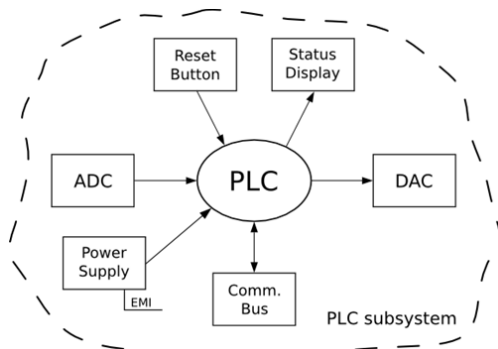 Reset
Button
Status
Display
ADC
PLC
DAC
Power
Supply
EMI
Comm.
Bus
PLC subsystem